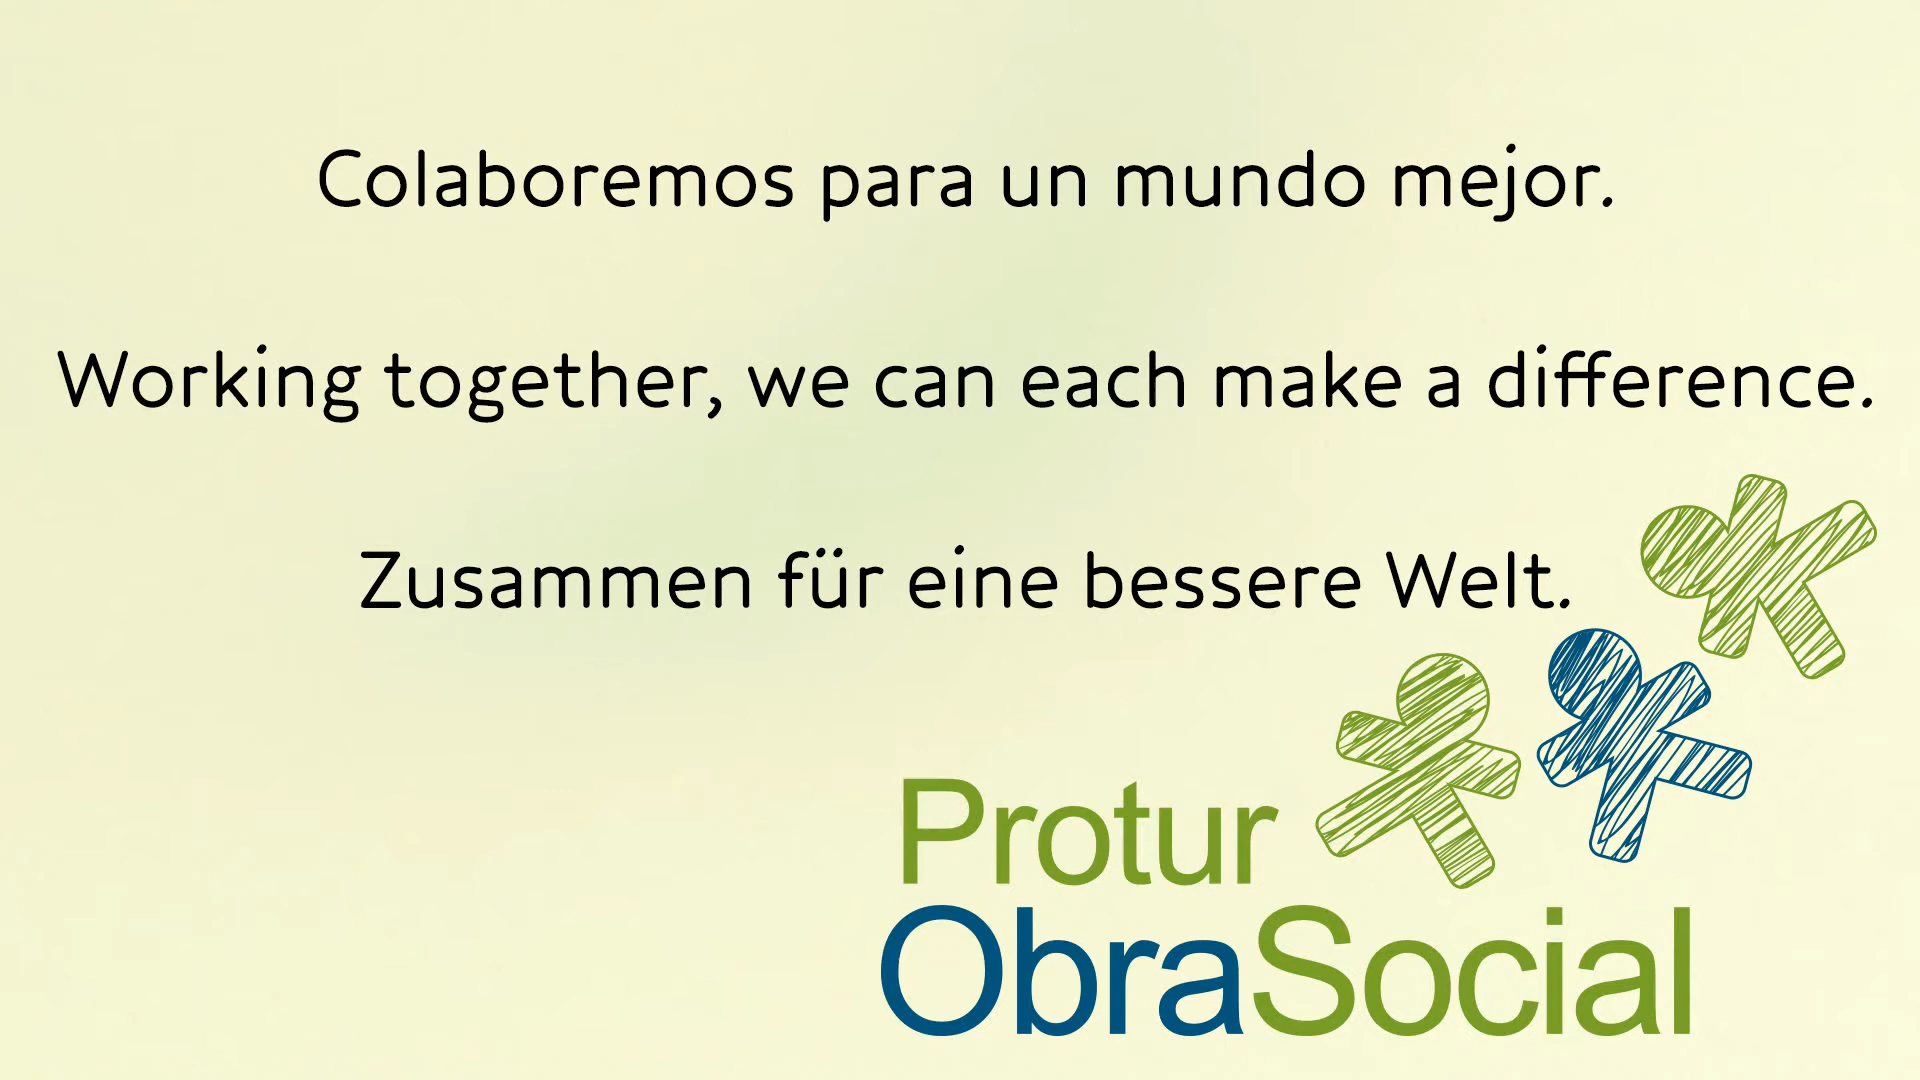 Colaboremos para un mundo mejor.
Working together, we can each make a difference.
Zusammen für eine bessere Welt.
Protur
ObraSocial